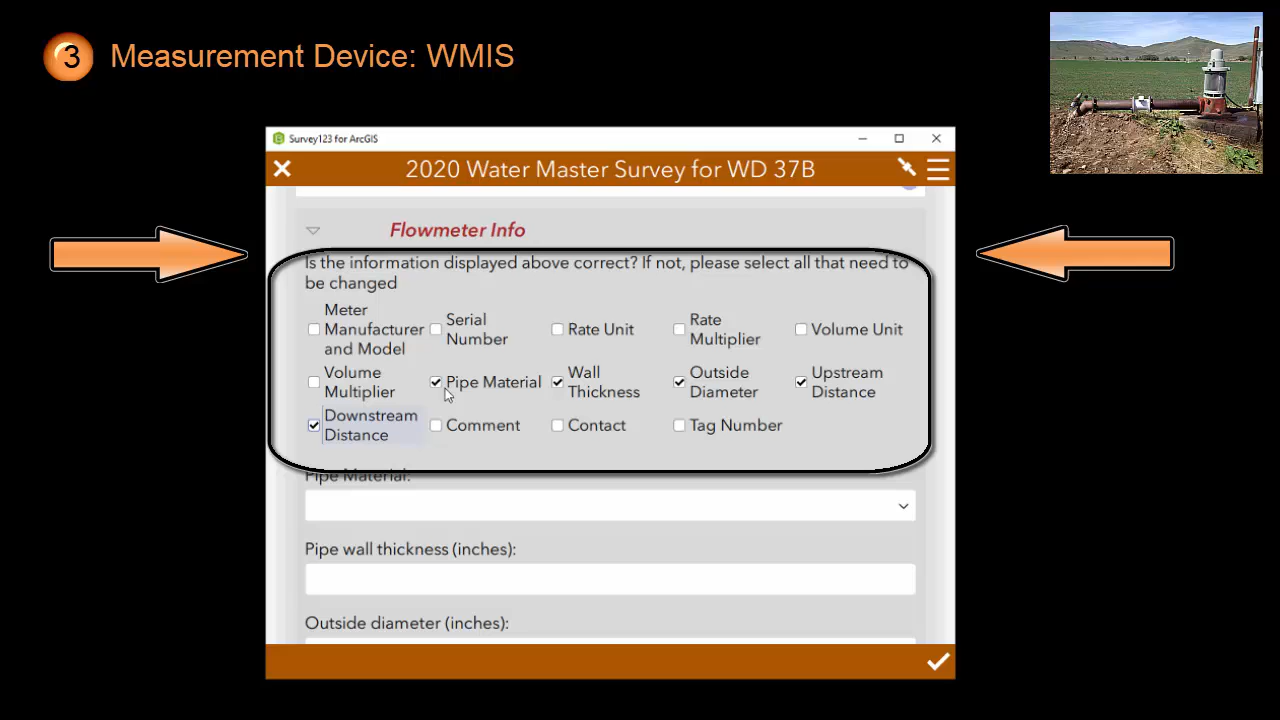 3 Measurement Device: WMIS
Survey123 for ArcGIS
2020 Water Master Survey for WD 37B
Flowmeter Info
Is the information displayed above correct? If not, please select all that need to
be changed
Meter
Manufacturer
and Model
Serial
Number
Rate Unit
Rate
Multiplier
Volume Unit
Volume
Multiplier
Pipe Material
Wall
Thickness
Outside
Diameter
Upstream
Distance
Downstream
Distance
Comment
Contact
Tag Number
Pipe Material:
Pipe wall thickness (inches):
Outside diameter (inches):